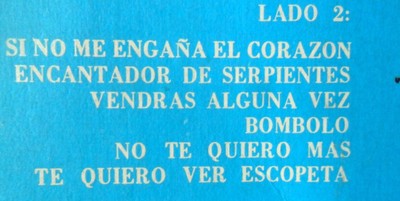 LADO 2:
SI NO ME ENGAÑA EL CORAZON
ENCANTADOR DE SERPIENTES
VENDRAS ALGUNA VEZ
BOMBOLO
NO TE QUIERO MAS
TE QUIERO VER ESCOPETA